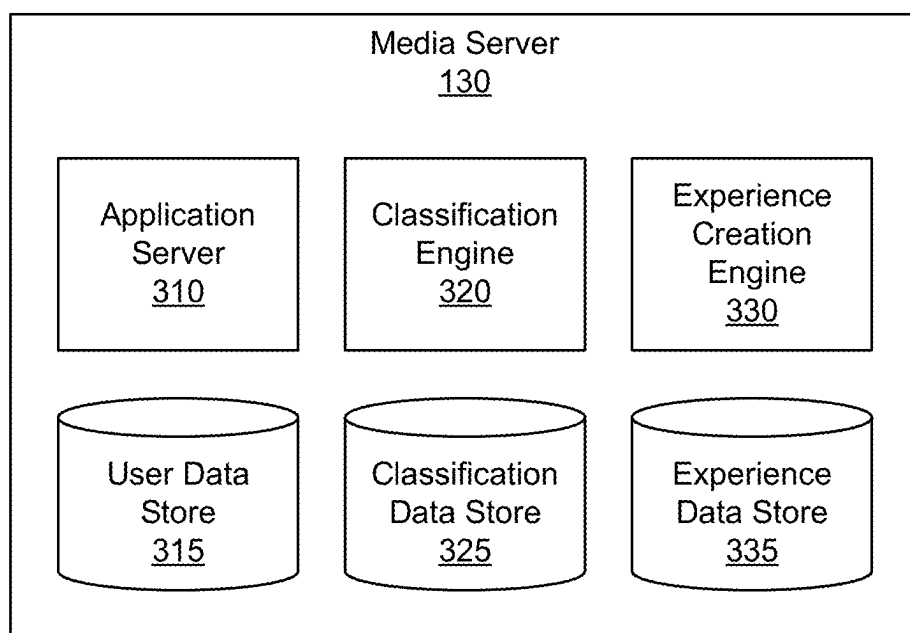 Media Server
130
Application
Server
310
Classification
Engine
320
Experience
Creation
Engine
330
User Data
Store
315
Classification
Data Store
325
Experience
Data Store
335